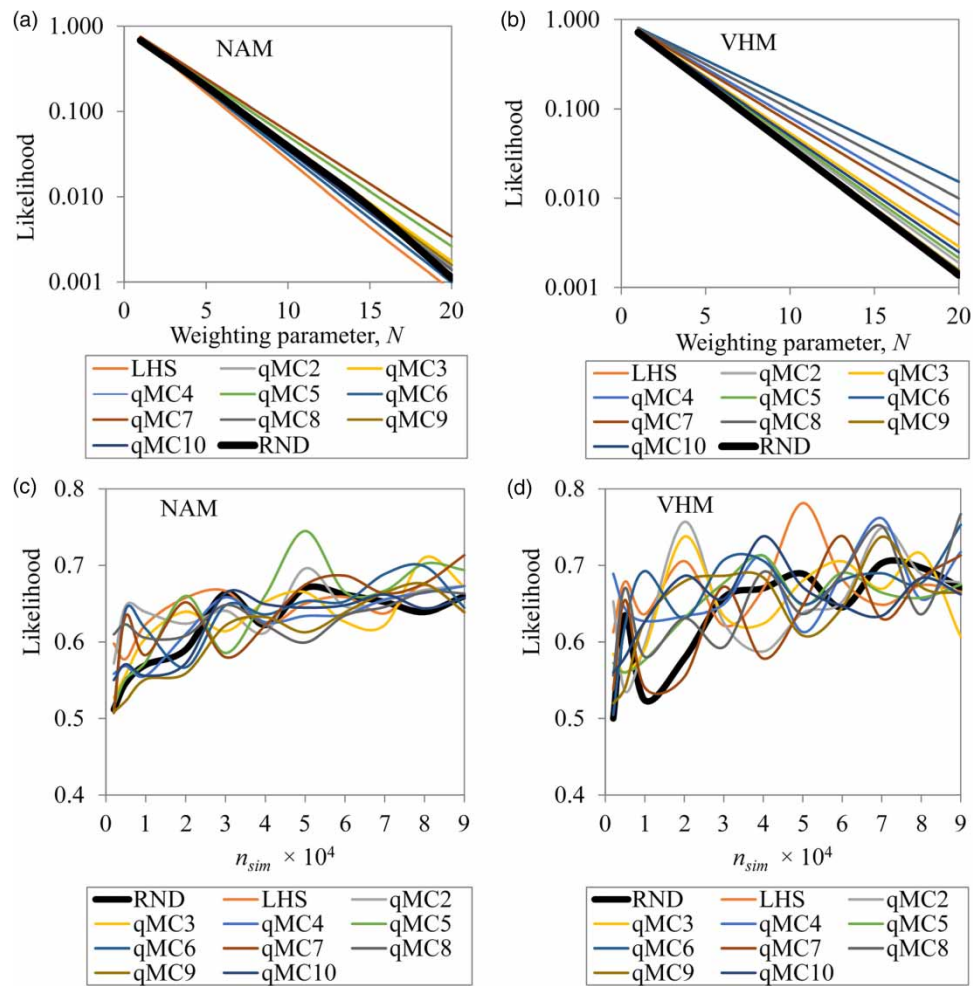 (a)
NAM
1.000
0.100
0.010
0.001
Likelihood
0 5 10 15 20
Weighting parameter, N
LHS qMC2 qMC3
qMC4 qMC5 qMC6
qMC7 qMC8 qMC9
qMC10 RND
(b)
VHM
1.000
0.100
0.010
0.001
Likelihood
0 5 10 15 20
Weighting parameter, N
LHS qMC2 qMC3
qMC4 qMC5 qMC6
qMC7 qMC8 qMC9
qMC10 RND
(c)
NAM
0.8
0.7
0.6
0.5
0.4
Likelihood
0 1 2 3 4 5 6 7 8 9
nsim × 10⁴
RND LHS qMC2
qMC3 qMC4 qMC5
qMC6 qMC7 qMC8
qMC9 qMC10
(d)
VHM
0.8
0.7
0.6
0.5
0.4
Likelihood
0 1 2 3 4 5 6 7 8 9
nsim × 10⁴
RND LHS qMC2
qMC3 qMC4 qMC5
qMC6 qMC7 qMC8
qMC9 qMC10